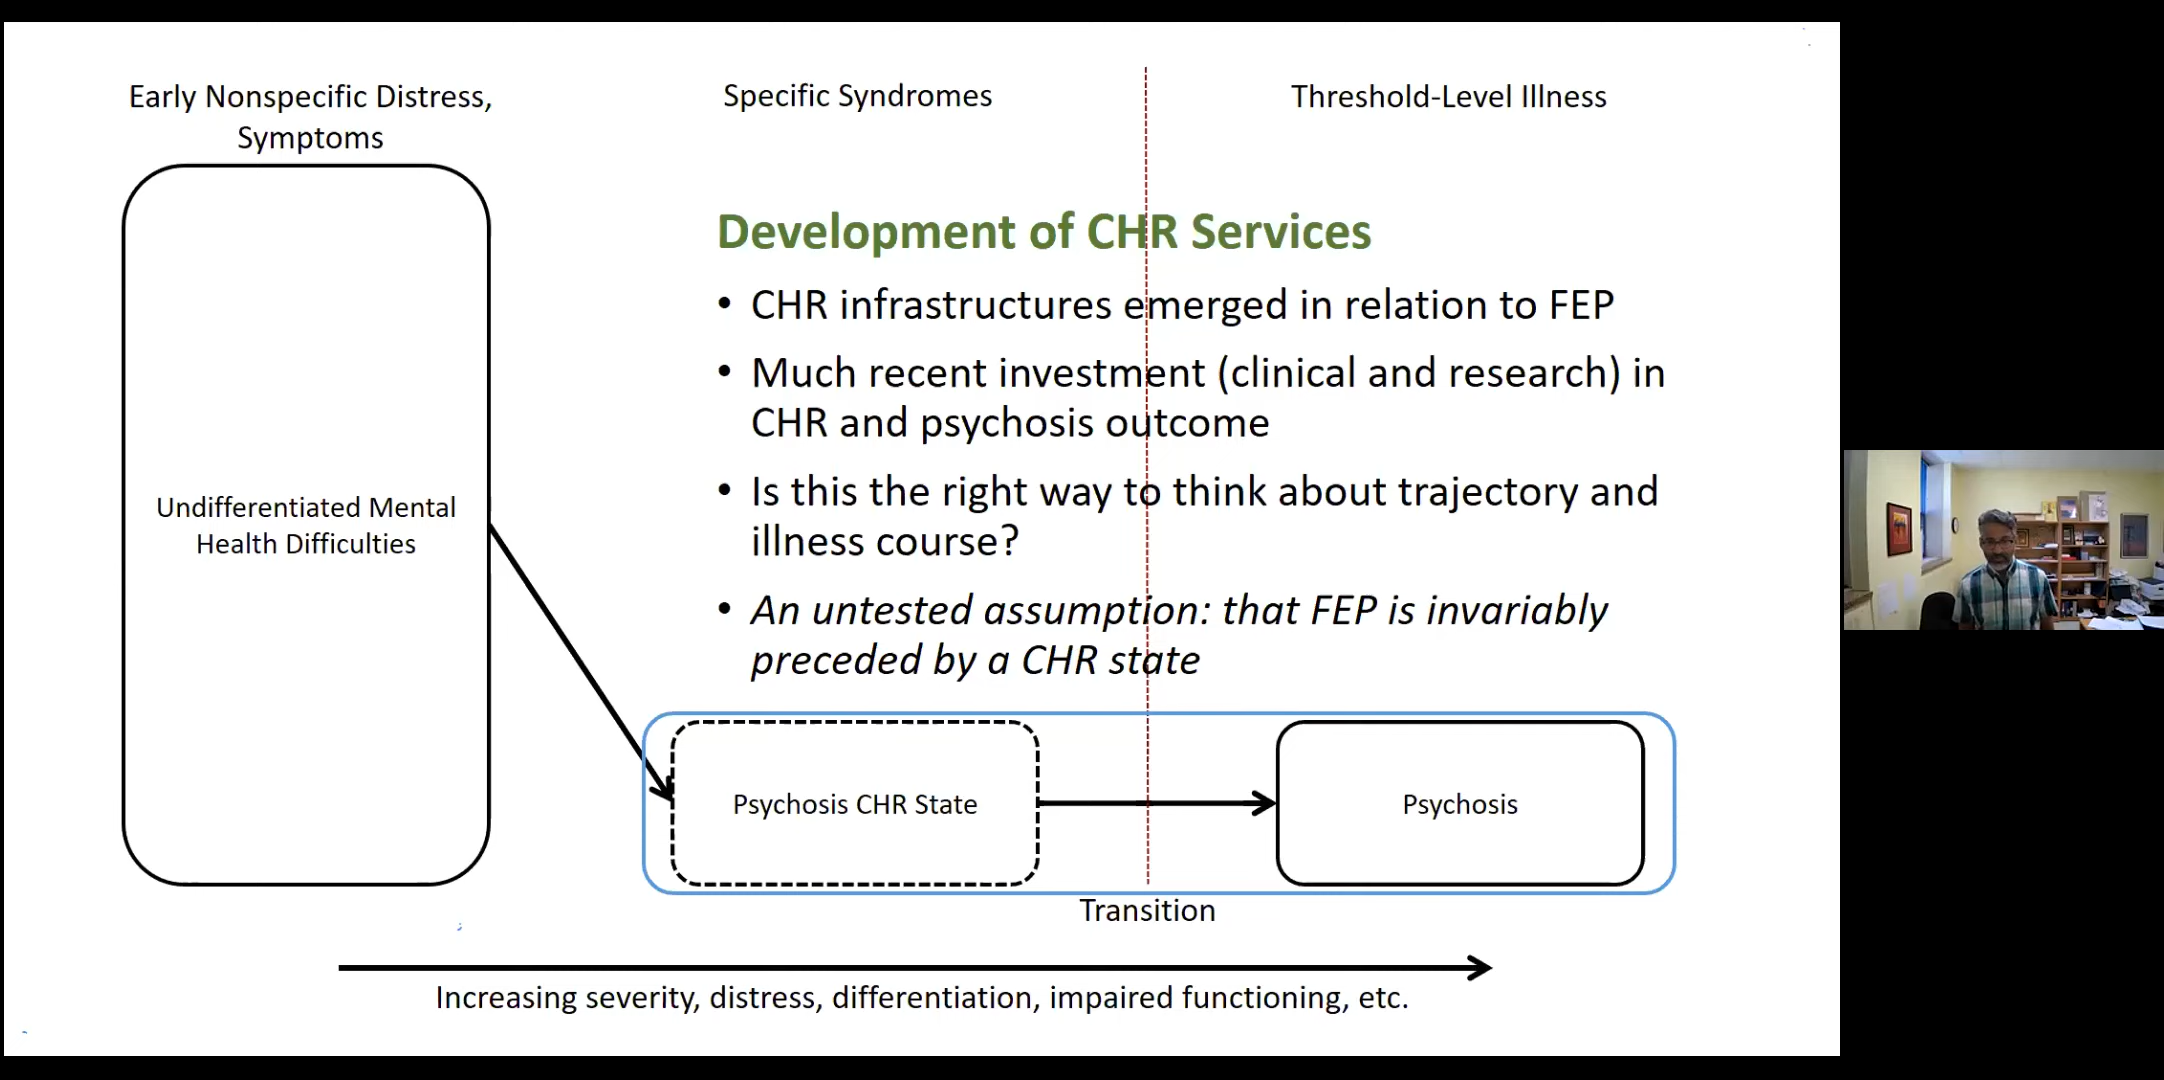 Early Nonspecific Distress,
Symptoms
Specific Syndromes
Threshold-Level Illness
Development of CHR Services
• CHR infrastructures emerged in relation to FEP
• Much recent investment (clinical and research) in
CHR and psychosis outcome
• Is this the right way to think about trajectory and
illness course?
• An untested assumption: that FEP is invariably
preceded by a CHR state
Undifferentiated Mental
Health Difficulties
Psychosis CHR State
Psychosis
Transition
Increasing severity, distress, differentiation, impaired functioning, etc.